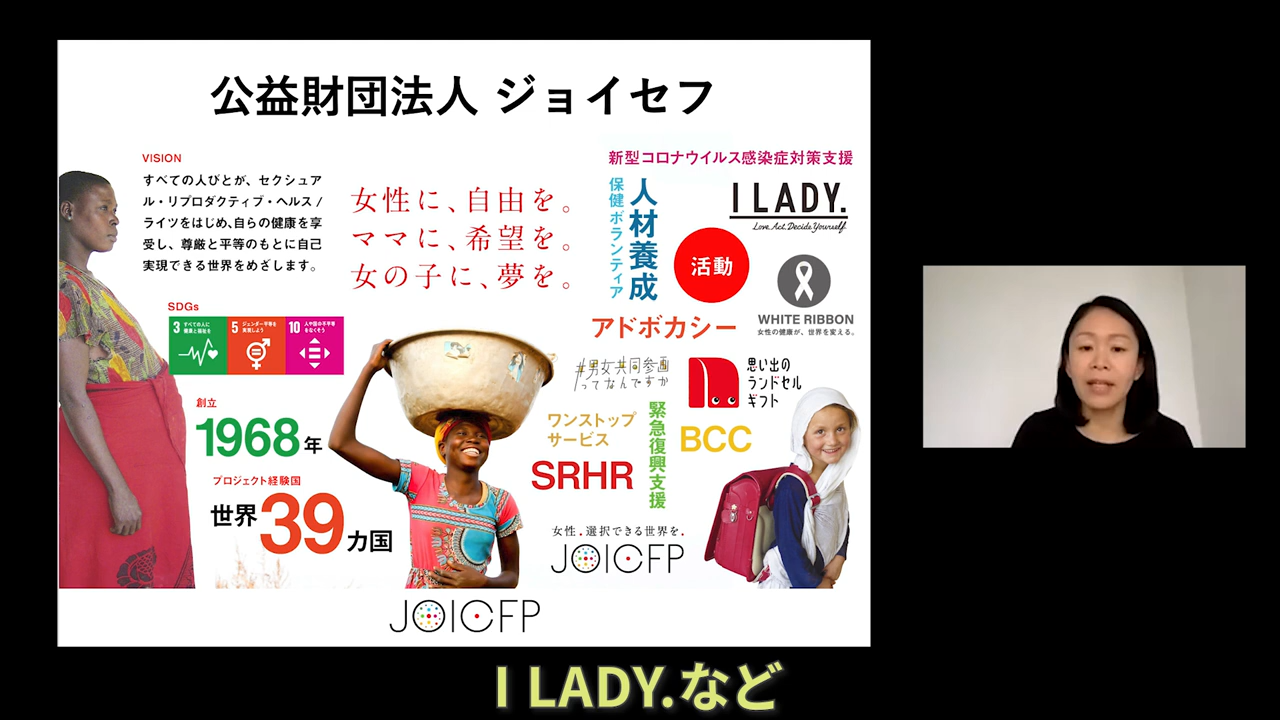 公益財団法人 ジョイセフ
VISION
すべての人びとが、セクシュア
ル・リプロダクティブ・ヘルス /
ライツをはじめ、自らの健康を享
受し、尊厳と平等のもとに自己
実現できる世界をめざします。
SDGs
3 すべての人に
健康と福祉を
5 ジェンダー平等を
実現しよう
10 人や国の不平等
をなくそう
創立
1968年
プロジェクト経験国
世界39カ国
女性に、自由を。
ママに、希望を。
女の子に、夢を。
新型コロナウイルス感染症対策支援
保健ボランティア
人材養成
活動
I LADY.
Love, Act, Decide Yourself.
WHITE RIBBON
女性の健康が、世界を変える。
アドボカシー
#男女共同参画
ってなんですか
思い出の
ランドセル
ギフト
ワンストップ
サービス
緊急復興支援
BCC
SRHR
女性。選択できる世界を。
JOICFP
JOICFP
I LADY.など